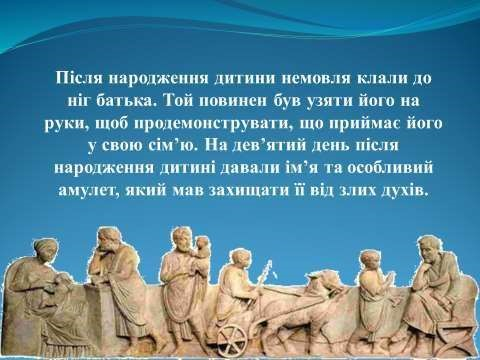 Після народження дитини немовля клали до
ніг батька. Той повинен був узяти його на
руки, щоб продемонструвати, що приймає його
у свою сім’ю. На дев’ятий день після
народження дитині давали ім’я та особливий
амулет, який мав захищати її від злих духів.